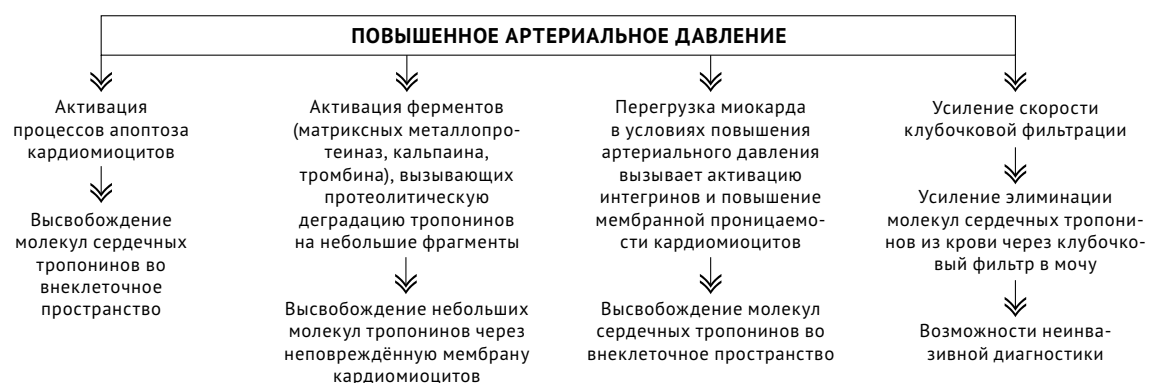 ПОВЫШЕННОЕ АРТЕРИАЛЬНОЕ ДАВЛЕНИЕ
Активация
процессов апоптоза
кардиомиоцитов
Высвобождение
молекул сердечных
тропонинов во
внеклеточное
пространство
Активация ферментов
(матриксных металлопро-
теиназ, кальпаина,
тромбина), вызывающих
протеолитическую
деградацию тропонинов
на небольшие фрагменты
Высвобождение небольших
молекул тропонинов через
неповреждённую мембрану
кардиомиоцитов
Перегрузка миокарда
в условиях повышения
артериального давления
вызывает активацию
интегринов и повышение
мембранной проницаемо-
сти кардиомиоцитов
Высвобождение молекул
сердечных тропонинов во
внеклеточное пространство
Усиление скорости
клубочковой фильтрации
Усиление элиминации
молекул сердечных тропони-
нов из крови через клубочко-
вый фильтр в мочу
Возможности неинва-
зивной диагностики